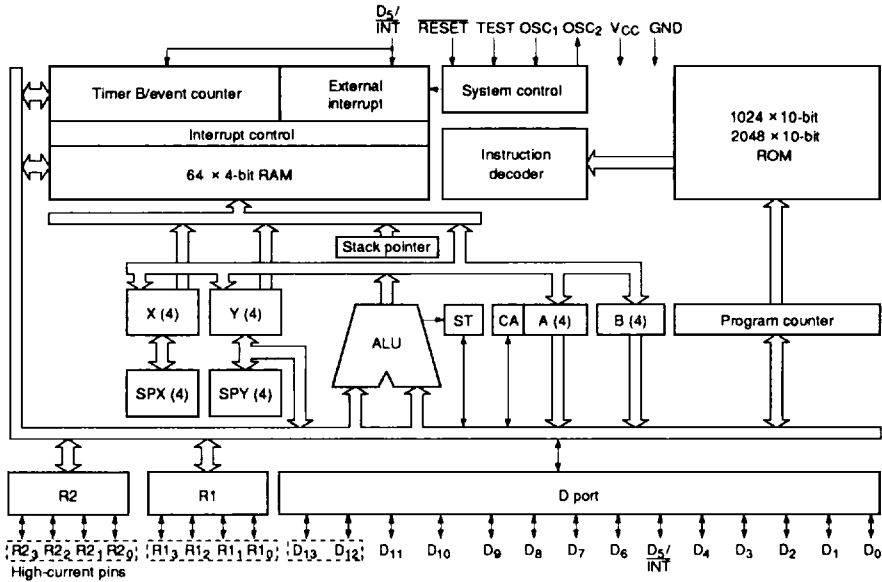 D5/
INT RESET TEST OSC1 OSC2 VCC GND
Timer B/event counter
External
interrupt
System control
1024 × 10-bit
2048 × 10-bit
ROM
Interrupt control
Instruction
decoder
64 × 4-bit RAM
Stack pointer
X (4)
Y (4)
ALU
ST
CA
A (4)
B (4)
Program counter
SPX (4)
SPY (4)
R2
R1
D port
R23 R22 R21 R20 R13 R12 R11 R10 D13 D12 D11 D10 D9 D8 D7 D6 D5/ D4 D3 D2 D1 D0
INT
High-current pins